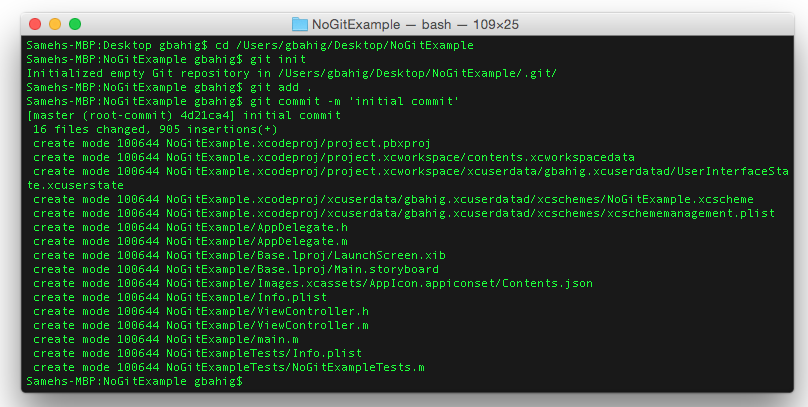 NoGitExample — bash — 109×25
Samehs-MBP:Desktop gbahig$ cd /Users/gbahig/Desktop/NoGitExample
Samehs-MBP:NoGitExample gbahig$ git init
Initialized empty Git repository in /Users/gbahig/Desktop/NoGitExample/.git/
Samehs-MBP:NoGitExample gbahig$ git add .
Samehs-MBP:NoGitExample gbahig$ git commit -m 'initial commit'
[master (root-commit) 4d21ca4] initial commit
 16 files changed, 905 insertions(+)
 create mode 100644 NoGitExample.xcodeproj/project.pbxproj
 create mode 100644 NoGitExample.xcodeproj/project.xcworkspace/contents.xcworkspacedata
 create mode 100644 NoGitExample.xcodeproj/project.xcworkspace/xcuserdata/gbahig.xcuserdatad/UserInterfaceSta
te.xcuserstate
 create mode 100644 NoGitExample.xcodeproj/xcuserdata/gbahig.xcuserdatad/xcschemes/NoGitExample.xcscheme
 create mode 100644 NoGitExample.xcodeproj/xcuserdata/gbahig.xcuserdatad/xcschemes/xcschememanagement.plist
 create mode 100644 NoGitExample/AppDelegate.h
 create mode 100644 NoGitExample/AppDelegate.m
 create mode 100644 NoGitExample/Base.lproj/LaunchScreen.xib
 create mode 100644 NoGitExample/Base.lproj/Main.storyboard
 create mode 100644 NoGitExample/Images.xcassets/AppIcon.appiconset/Contents.json
 create mode 100644 NoGitExample/Info.plist
 create mode 100644 NoGitExample/ViewController.h
 create mode 100644 NoGitExample/ViewController.m
 create mode 100644 NoGitExample/main.m
 create mode 100644 NoGitExampleTests/Info.plist
 create mode 100644 NoGitExampleTests/NoGitExampleTests.m
Samehs-MBP:NoGitExample gbahig$